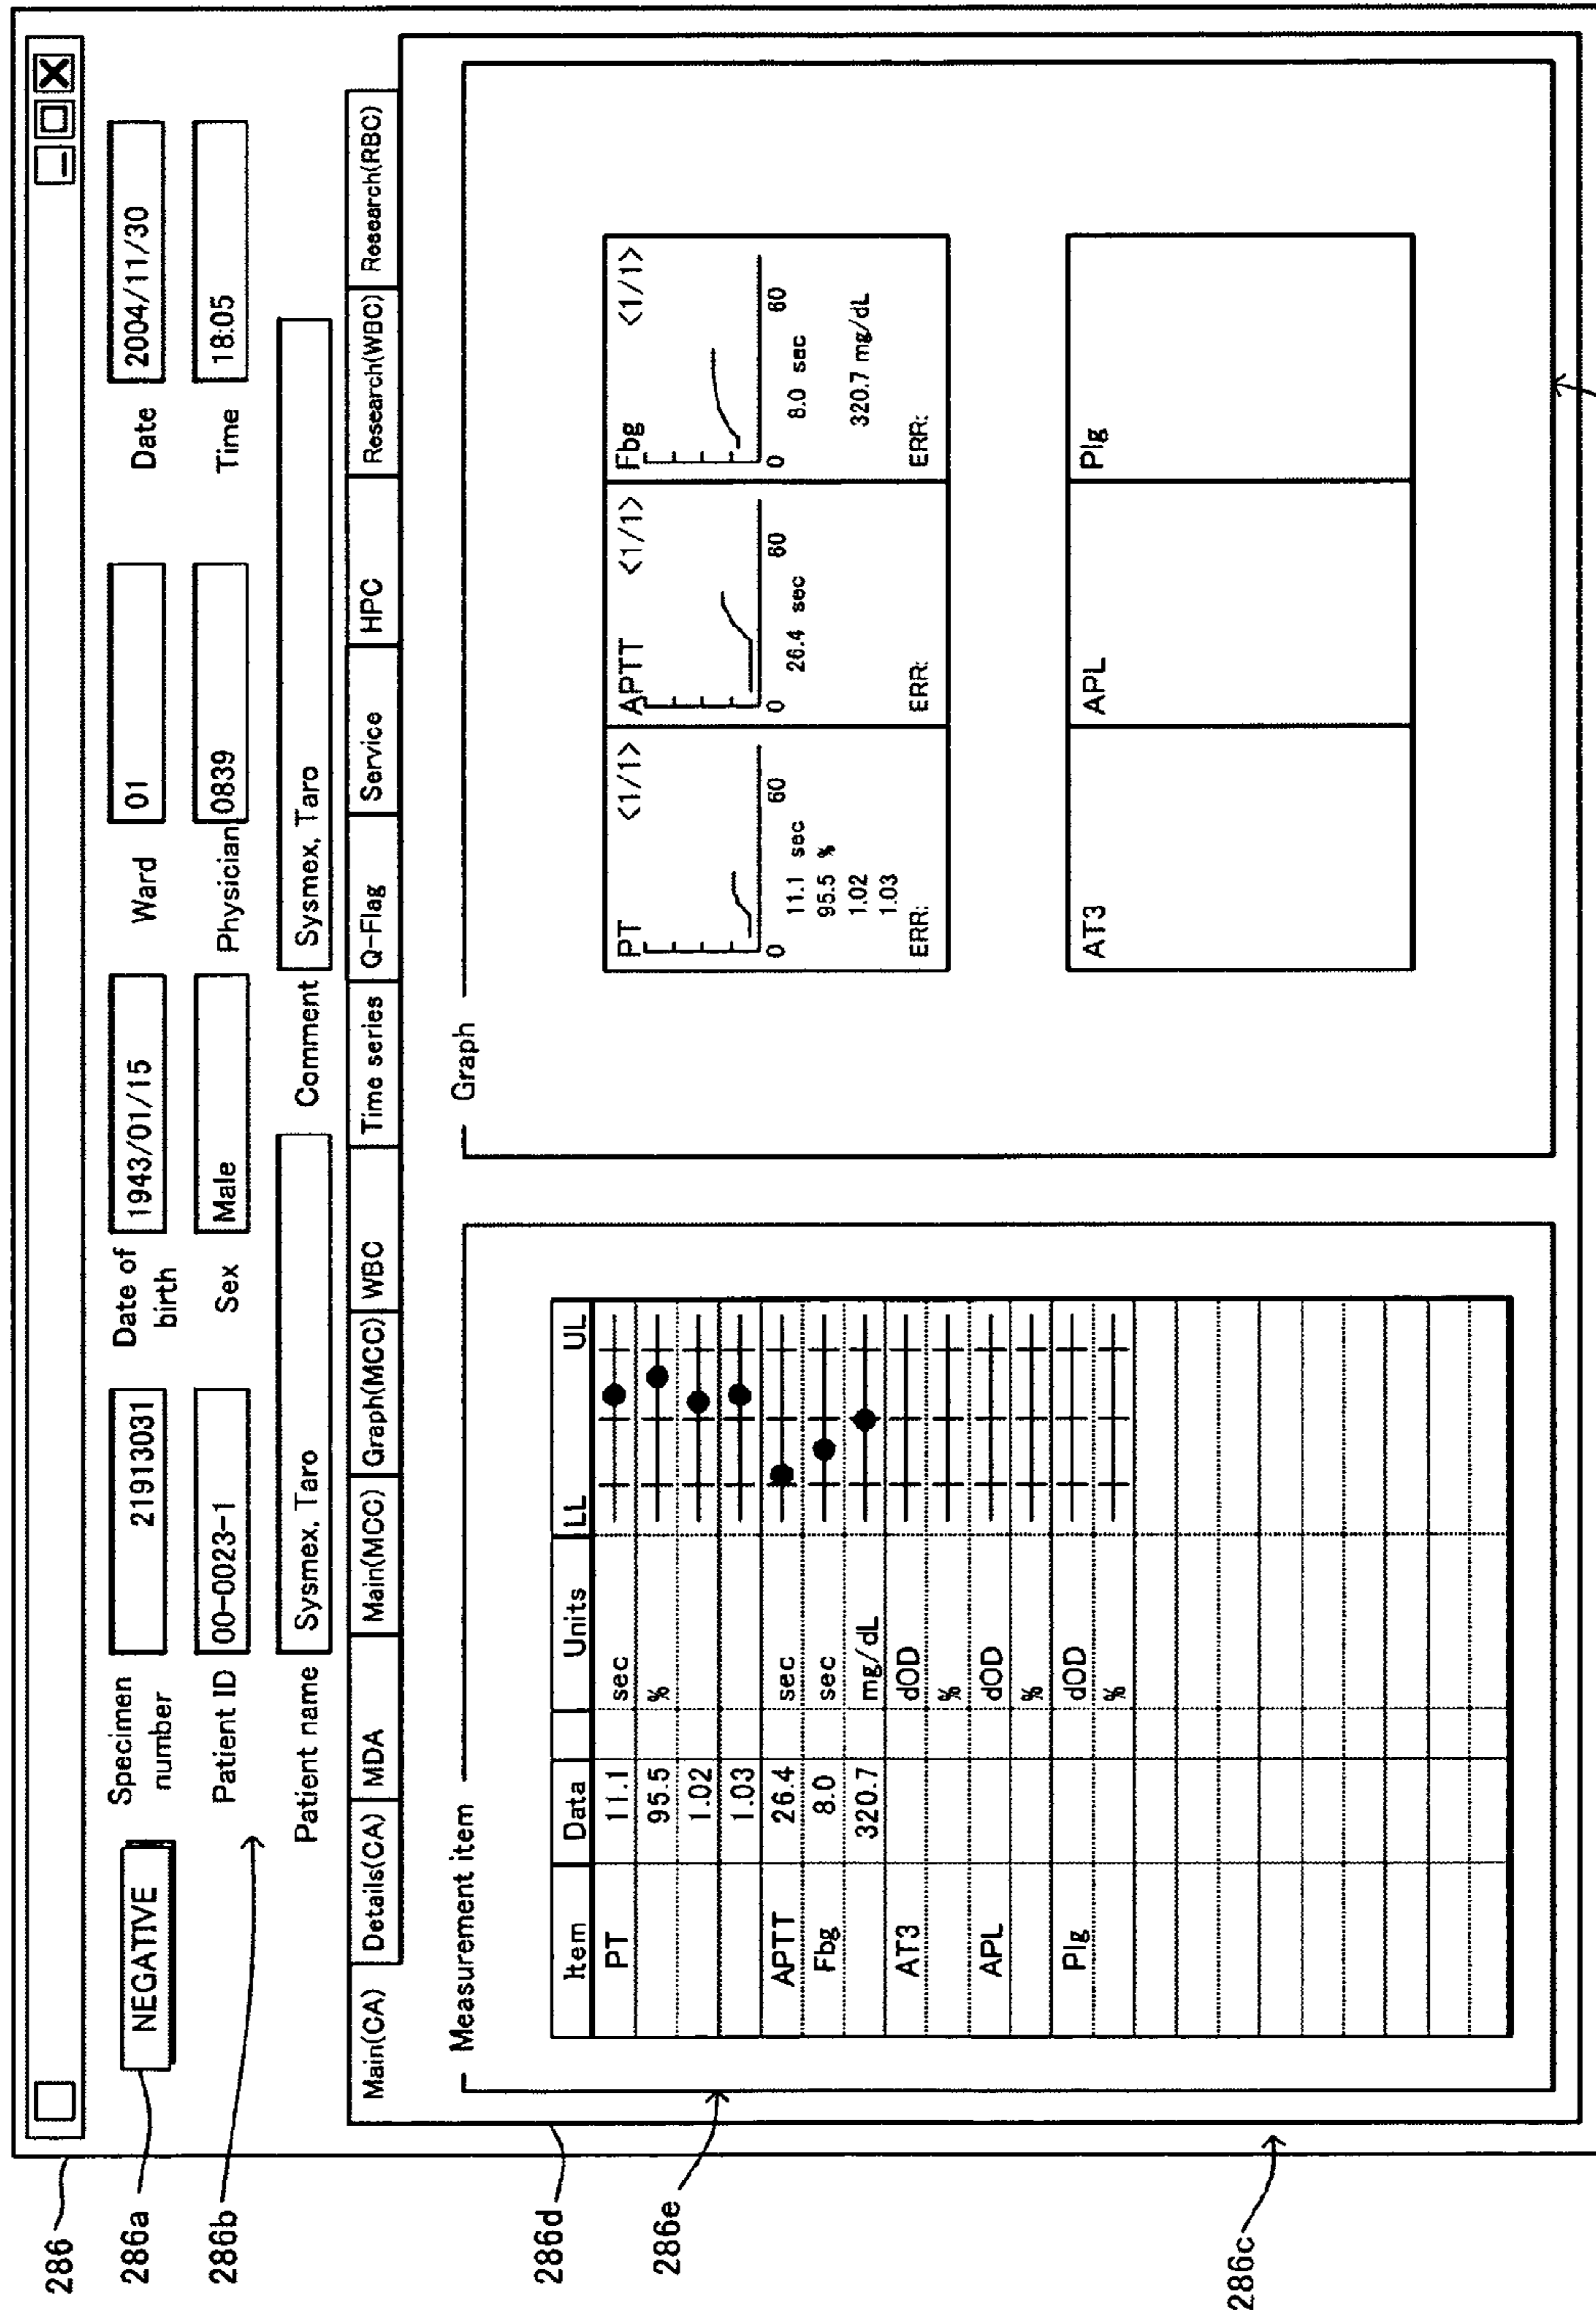 286
286a
286b
286d
286e
286c
NEGATIVE
Specimen number 21913031
Date of birth 1943/01/15
Ward 01
Date 2004/11/30
Patient ID 00-0023-1
Sex Male
Physician 0839
Time 18:05
Patient name Sysmex, Taro
Comment Sysmex, Taro
Main(CA) Details(CA) MDA Main(MCC) Graph(MCC) WBC Time series Q-Flag Service HPC Research(WBC) Research(RBC)
Measurement item
Item Data Units LL UL
PT 11.1 sec
95.5 %
1.02
1.03
APTT 26.4 sec
Fbg 8.0 sec
320.7 mg/dL
AT3 dOD
%
APL dOD
%
Plg dOD
%
Graph
PT <1/1>
0 60
11.1 sec
95.5 %
1.02
1.03
ERR:
APTT <1/1>
0 60
26.4 sec
ERR:
Fbg <1/1>
0 60
8.0 sec
320.7 mg/dL
ERR:
AT3
APL
Plg